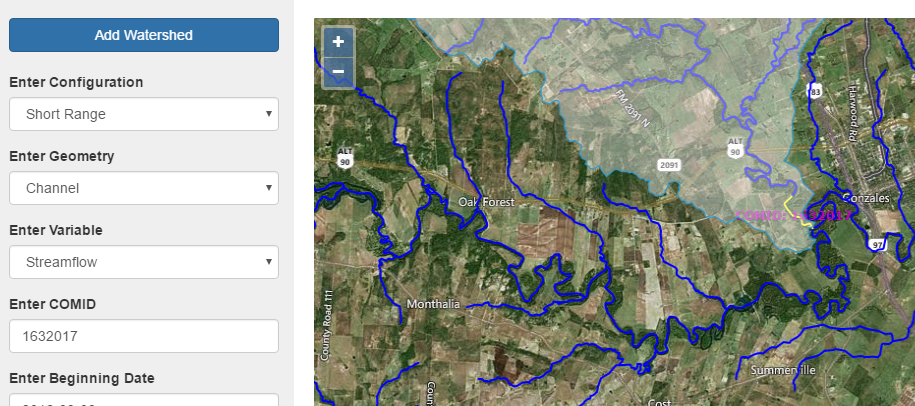 Add Watershed
Enter Configuration
Short Range
Enter Geometry
Channel
Enter Variable
Streamflow
Enter COMID
1632017
Enter Beginning Date
+
−
83
Harwood Rd
FM 2091 N
ALT
90
ALT
90
2091
Oak Forest
Gonzales
COMID: 1632017
97
County Road 111
Monthalia
Summerville
Coun
Cost